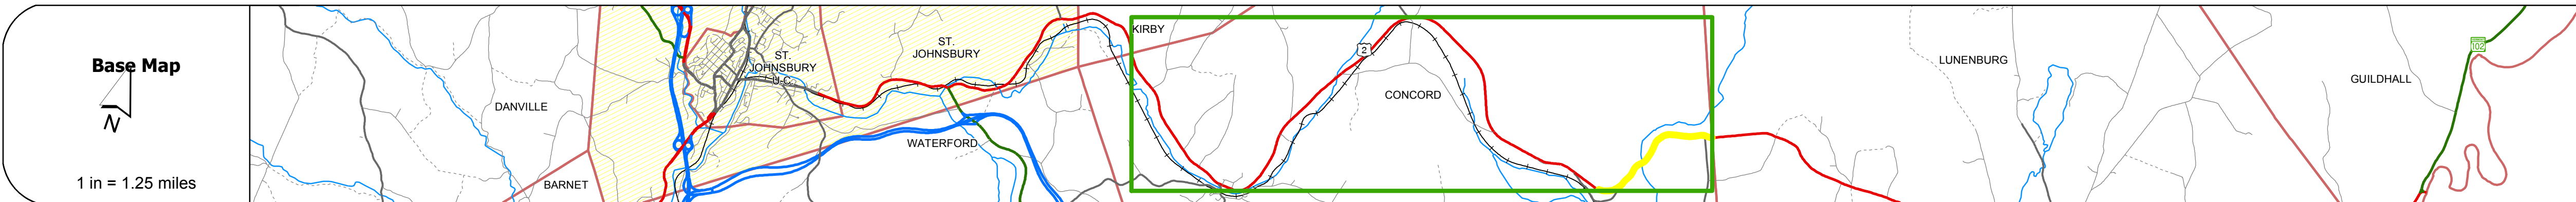 Base Map
N
1 in = 1.25 miles
DANVILLE
BARNET
ST.
JOHNSBURY
U.C.
ST.
JOHNSBURY
WATERFORD
KIRBY
2
CONCORD
LUNENBURG
GUILDHALL
102